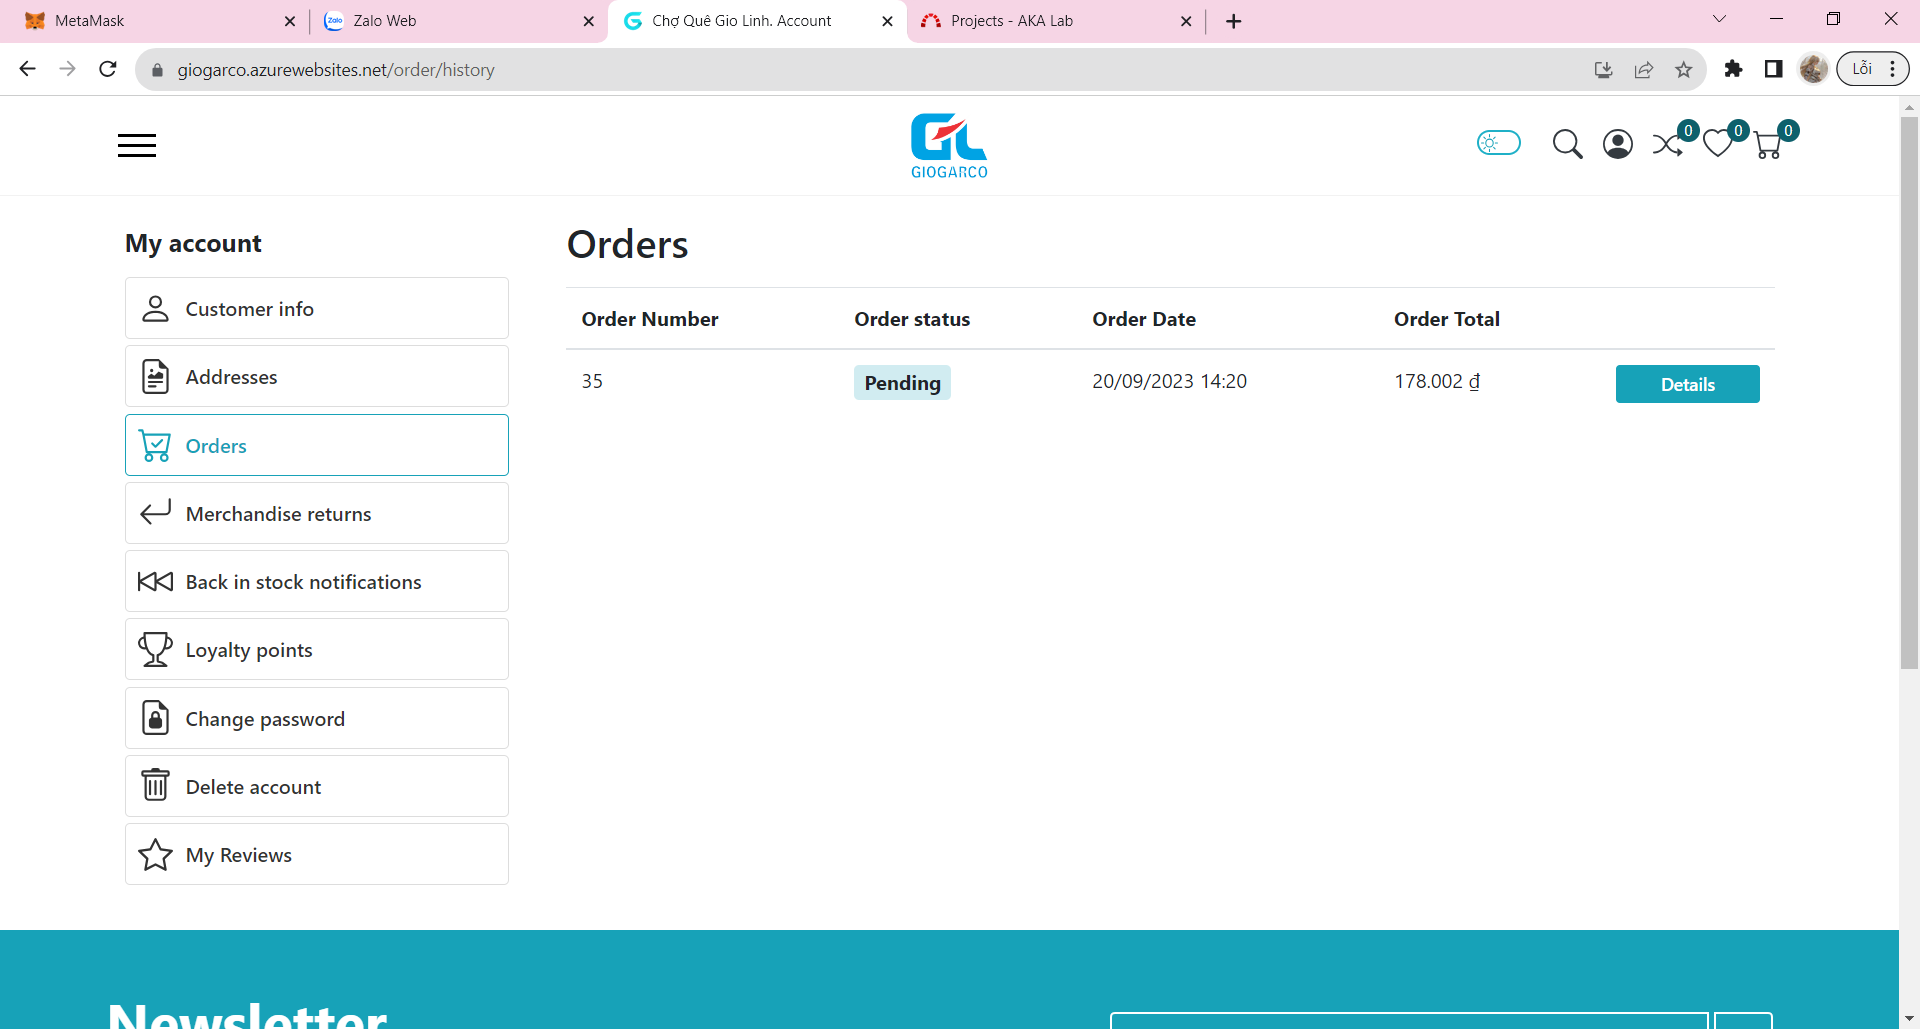 MetaMask
Zalo Web
Chợ Quê Gio Linh. Account
Projects - AKA Lab
giogarco.azurewebsites.net/order/history
Lỗi
GIOGARCO
0
0
0
My account
Customer info
Addresses
Orders
Merchandise returns
Back in stock notifications
Loyalty points
Change password
Delete account
My Reviews
Orders
Order Number Order status Order Date Order Total
35 Pending 20/09/2023 14:20 178.002 ₫ Details
Newsletter